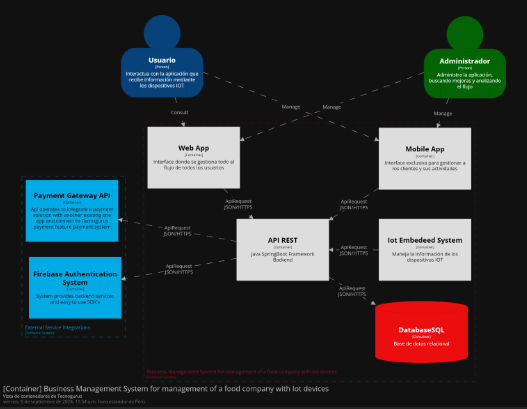 Usuario
[Person]
Interactua con la aplicación que
recibe información mediante
los dispositivos IOT
Administrador
[Person]
Administra la aplicación,
buscando mejoras y analizando
el flujo
Consult
Manage
Manage
Manage
Web App
[Container]
Interface donde se gestiona todo el
flujo de todos los usuarios
Mobile App
[Container]
Interface exclusiva para gestionar a
los clientes y sus actividades
Payment Gateway API
[Container]
Api operates to integrate a payment
solution with another existing one
app and connect to Tecnogurus
payment feature payment system
ApiRequest
JSON/HTTPS
ApiRequest
JSON/HTTPS
ApiRequest
JSON/HTTPS
API REST
[Container]
Java SpringBoot Framework
Backend
ApiRequest
JSON/HTTPS
Iot Embedeed System
[Container]
Maneja la información de los
dispositivos IOT
Firebase Authentication
System
[Container]
System provides backend services
and easy to use SDK's
ApiRequest
JSON/HTTPS
ApiRequest
JSON/HTTPS
DatabaseSQL
[Container]
Base de datos relacional
External Service Integrations
[Software System]
Business Management System for management of a food company with Iot devices
[Container] Business Management System for management of a food company with Iot devices
Vista de contenedores de Tecnogurus